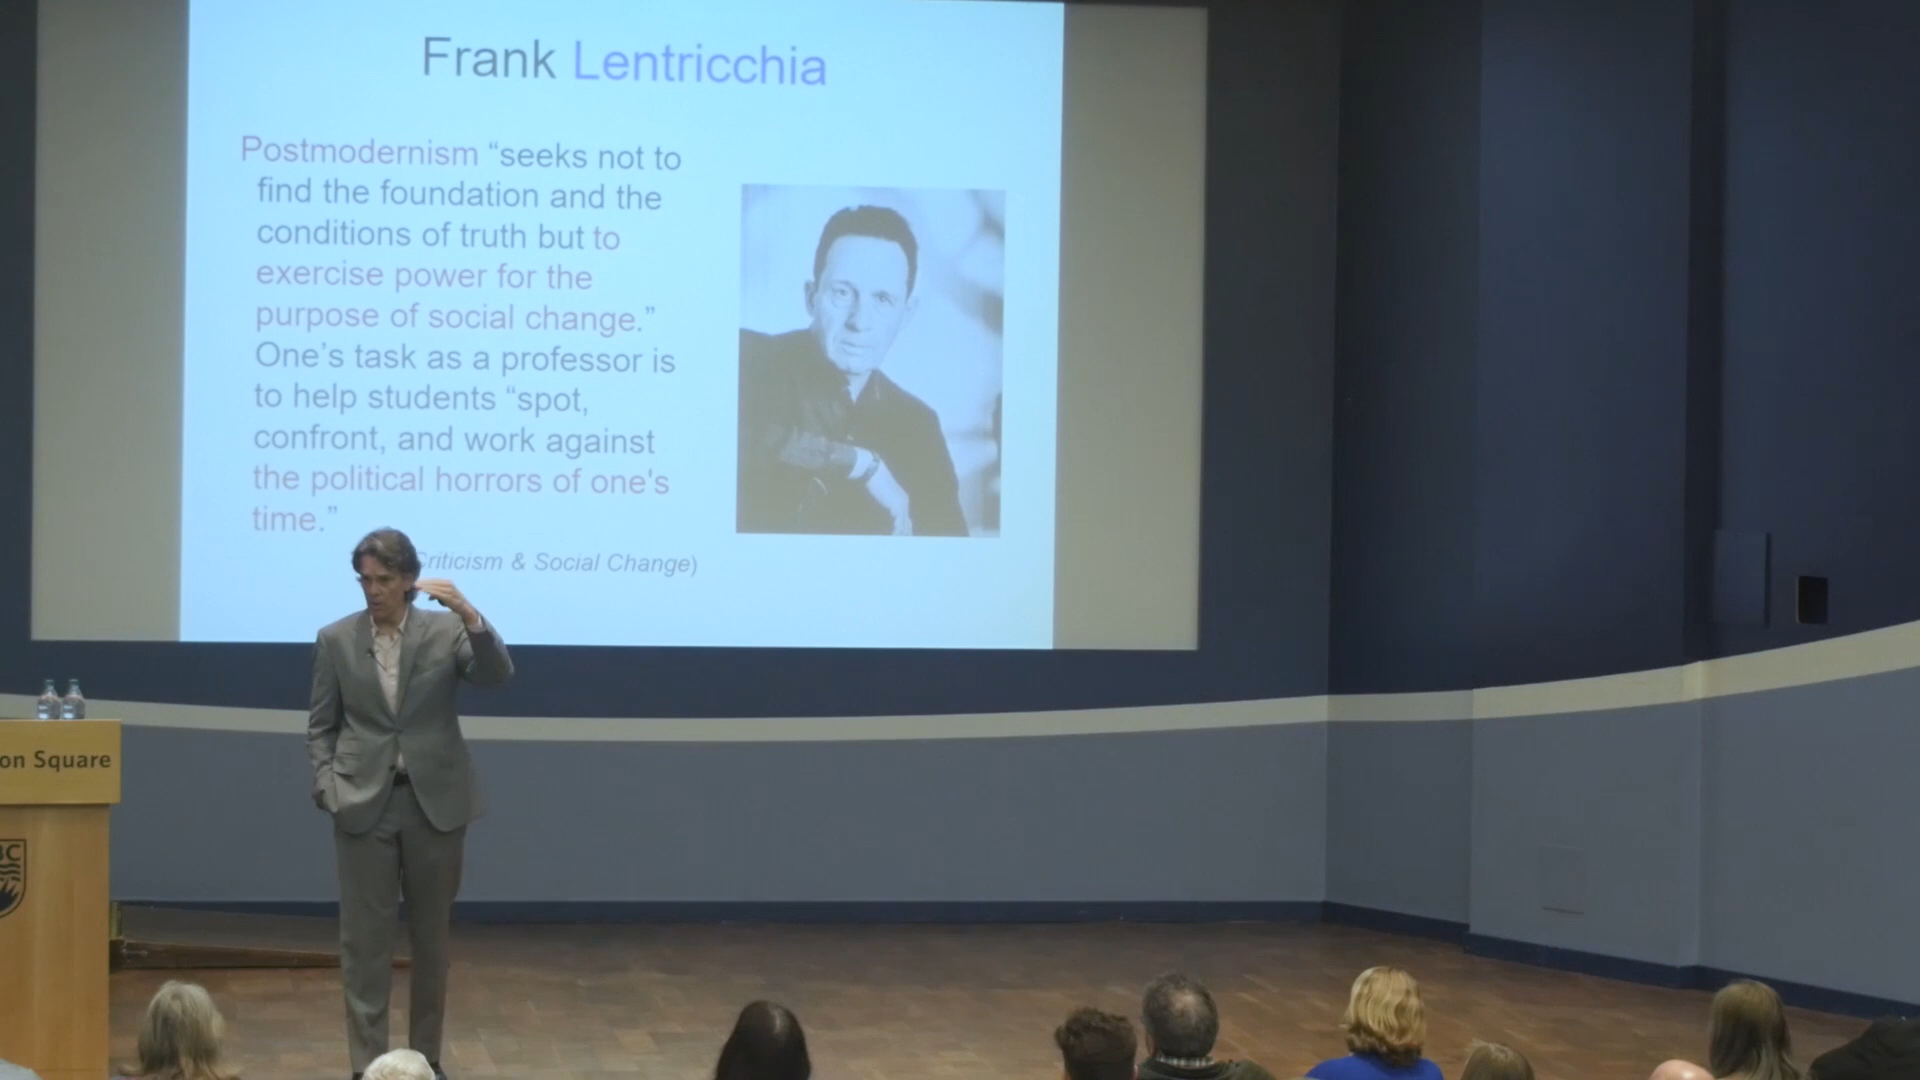 Frank Lentricchia
Postmodernism “seeks not to
find the foundation and the
conditions of truth but to
exercise power for the
purpose of social change.”
One’s task as a professor is
to help students “spot,
confront, and work against
the political horrors of one's
time.”
Criticism & Social Change)
on Square
BC